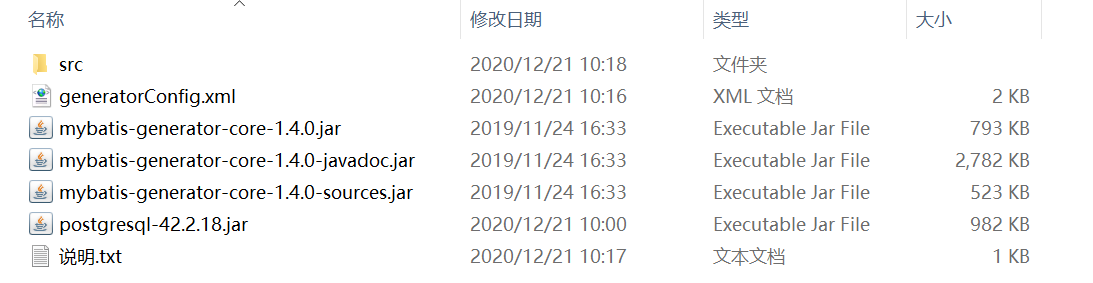 名称 修改日期 类型 大小
src 2020/12/21 10:18 文件夹
generatorConfig.xml 2020/12/21 10:16 XML 文档 2 KB
mybatis-generator-core-1.4.0.jar 2019/11/24 16:33 Executable Jar File 793 KB
mybatis-generator-core-1.4.0-javadoc.jar 2019/11/24 16:33 Executable Jar File 2,782 KB
mybatis-generator-core-1.4.0-sources.jar 2019/11/24 16:33 Executable Jar File 523 KB
postgresql-42.2.18.jar 2020/12/21 10:00 Executable Jar File 982 KB
说明.txt 2020/12/21 10:17 文本文档 1 KB